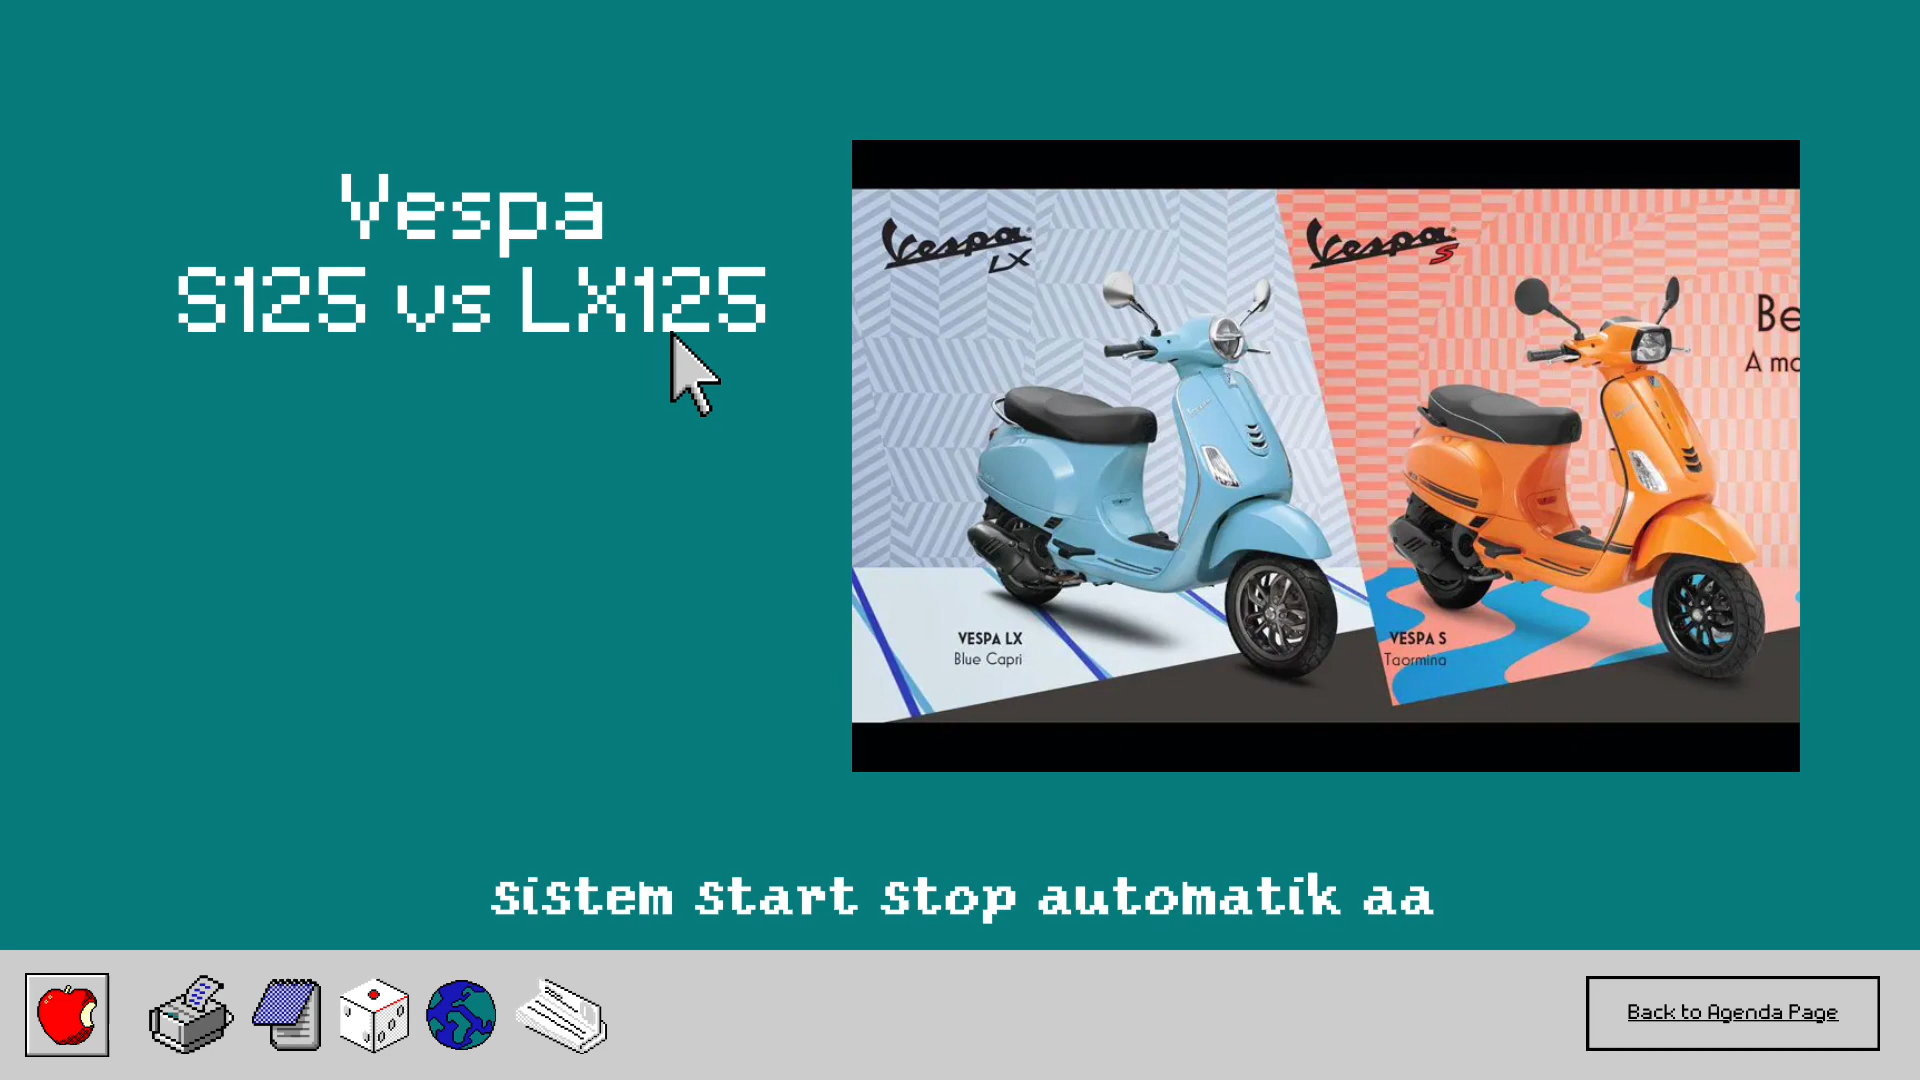 Vespa
S125 vs LX125
Vespa
LX
Vespa
S
Be
A mo
VESPA LX
Blue Capri
VESPA S
Taormina
sistem start stop automatik aa
Back to Agenda Page